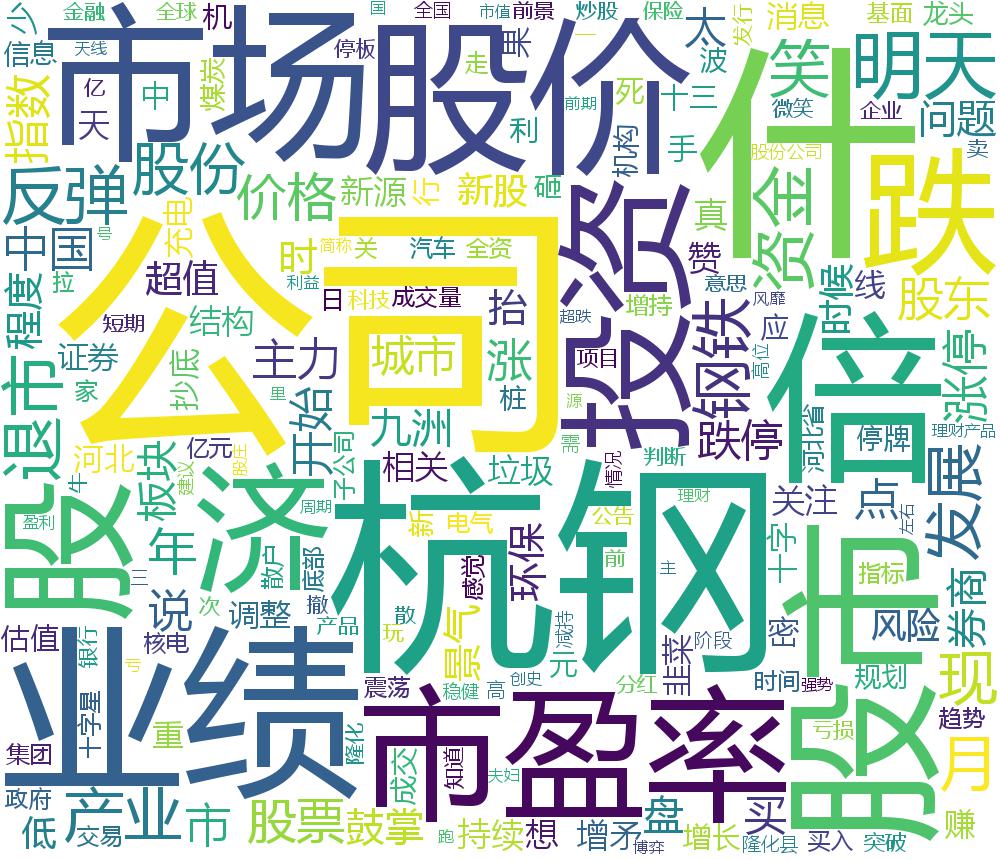 少
金融
全球
机
停板
果
国
全国
市值
前景
炒股
保险
发行
消息
基面
龙头
信息
天线
亿
天
中
煤炭
市场
股价
走
利
前期
一
波
太
死
十三
微笑
笑
企业
明天
问题
指数
反弹
股份
价格
新源
行
新股
砸
机构
手
什
股份公司
卖
跌
中国
号
拉
充电
超值
时
简称
关
汽车
全资
利益
日
科技
成交量
抬
投资
真
赞
资金
增持
意思
风靡
时候
线
股东
程度
短期
结构
公司
城市
涨
超跌
项目
钢铁
应
高位
倍
涨停
证券
家
抄底
里
主力
开始
九洲
桩
源
需
跌停
河北省
停牌
理财产品
退市
河北
亿元
股庄
子公司
相关
垃圾
情况
判断
关注
点
发展
左右
牛
板块
建议
周期
盈利
股
济
杭钢
新
电气
公告
理财
十字
股市
指标
年
散户
底部
感觉
环保
前
主
三
次
说
调整
撤
散
产品
玩
景气
减持
元
阶段
密
风险
券商
估值
银行
核电
亏
业绩
震荡
稳健
高
创史
分红
韭菜
时间
强势
规划
现
十字星
重
隆化
市盈率
亏损
趋势
集团
成交
知道
夫妇
股
月
政府
低
产业
交易
市
股票
鼓掌
跑
持续
想
增矛
博弈
盘
增长
买
隆化县
买入
突破
赚